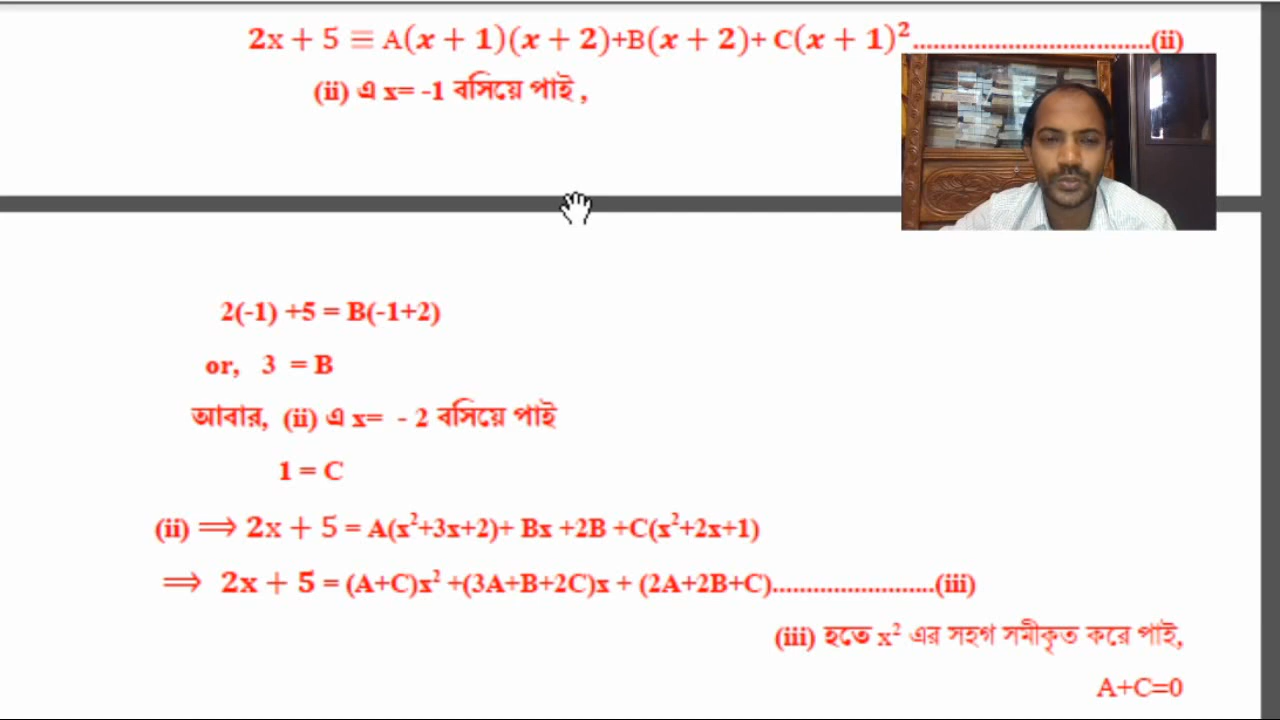 2x + 5 ≡ A(x + 1)(x + 2)+B(x + 2)+ C(x + 1)²...................................(ii)
(ii) এ x= -1 বসিয়ে পাই ,
2(-1) +5 = B(-1+2)
or, 3 = B
আবার, (ii) এ x= - 2 বসিয়ে পাই
1 = C
(ii) ⟹ 2x + 5 = A(x²+3x+2)+ Bx +2B +C(x²+2x+1)
⟹ 2x + 5 = (A+C)x² +(3A+B+2C)x + (2A+2B+C)........................(iii)
(iii) হতে x² এর সহগ সমীকৃত করে পাই,
A+C=0